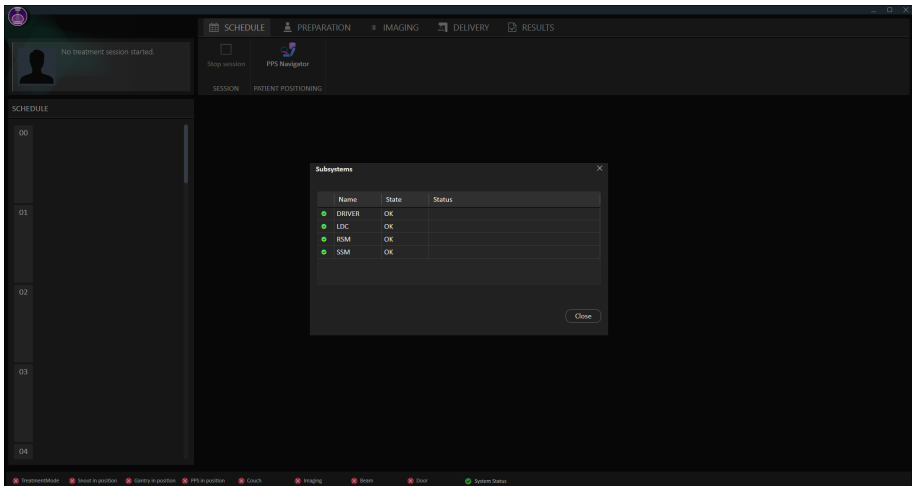 SCHEDULE PREPARATION IMAGING DELIVERY RESULTS
No treatment session started.
Stop session PPS Navigator
SESSION PATIENT POSITIONING
SCHEDULE
00
01
02
03
04
Subsystems
Name State Status
DRIVER OK
LDC OK
RSM OK
SSM OK
Close
TreatmentMode Snout in position Gantry in position PPS in position Couch Imaging Beam Door System Status